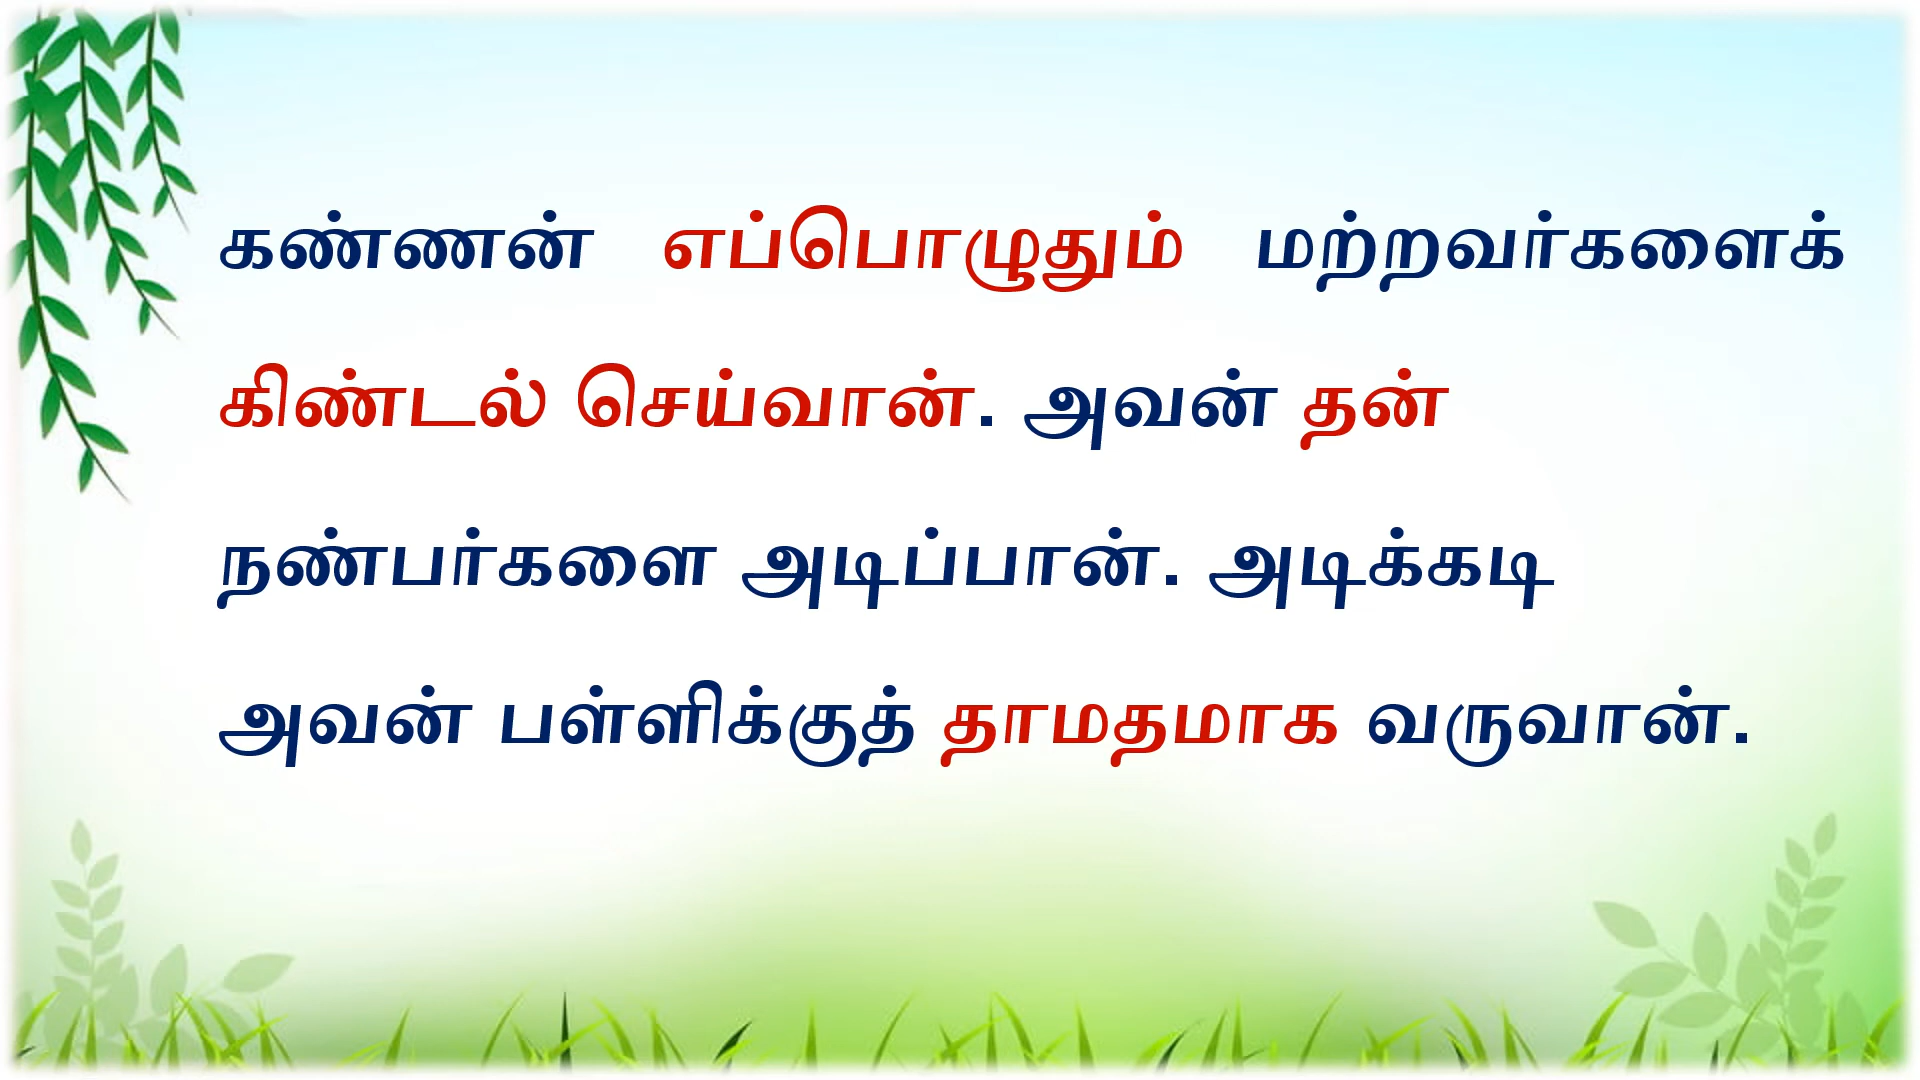 கண்ணன் எப்பொழுதும் மற்றவர்களைக்
கிண்டல் செய்வான். அவன் தன்
நண்பர்களை அடிப்பான். அடிக்கடி
அவன் பள்ளிக்குத் தாமதமாக வருவான்.